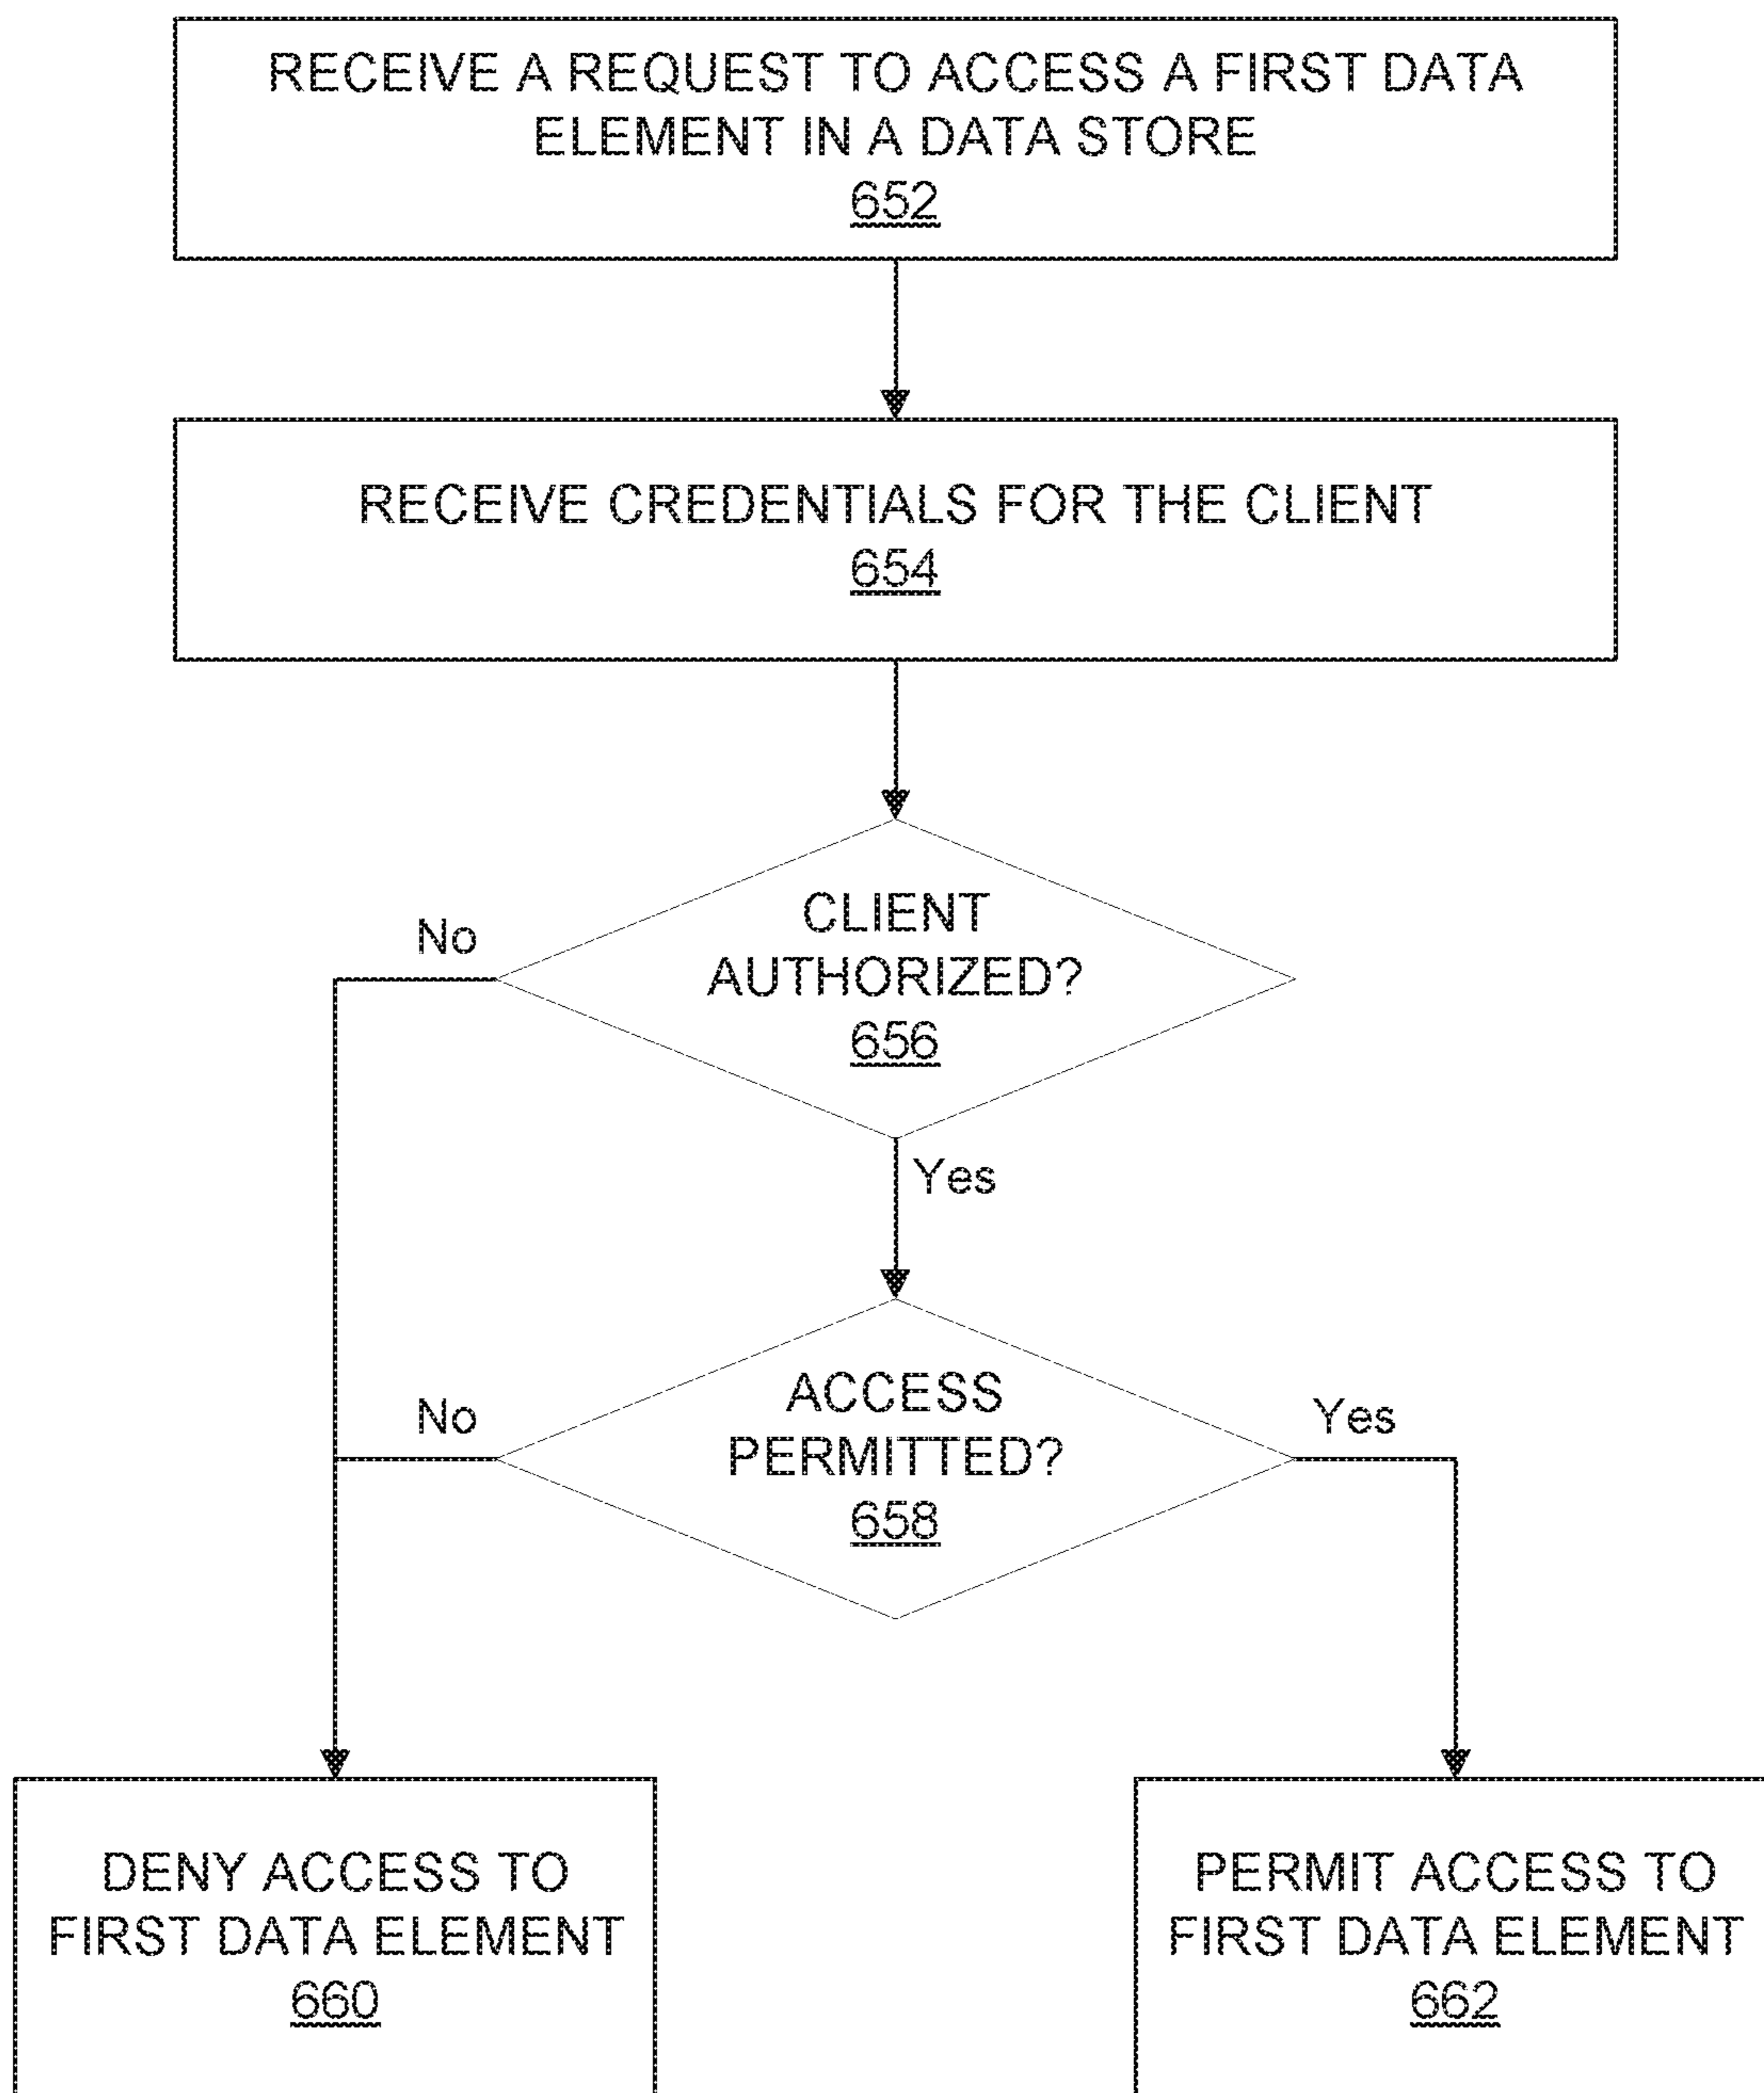 RECEIVE A REQUEST TO ACCESS A FIRST DATA
ELEMENT IN A DATA STORE
652
RECEIVE CREDENTIALS FOR THE CLIENT
654
No
CLIENT
AUTHORIZED?
656
Yes
No
ACCESS
PERMITTED?
658
Yes
DENY ACCESS TO
FIRST DATA ELEMENT
660
PERMIT ACCESS TO
FIRST DATA ELEMENT
662